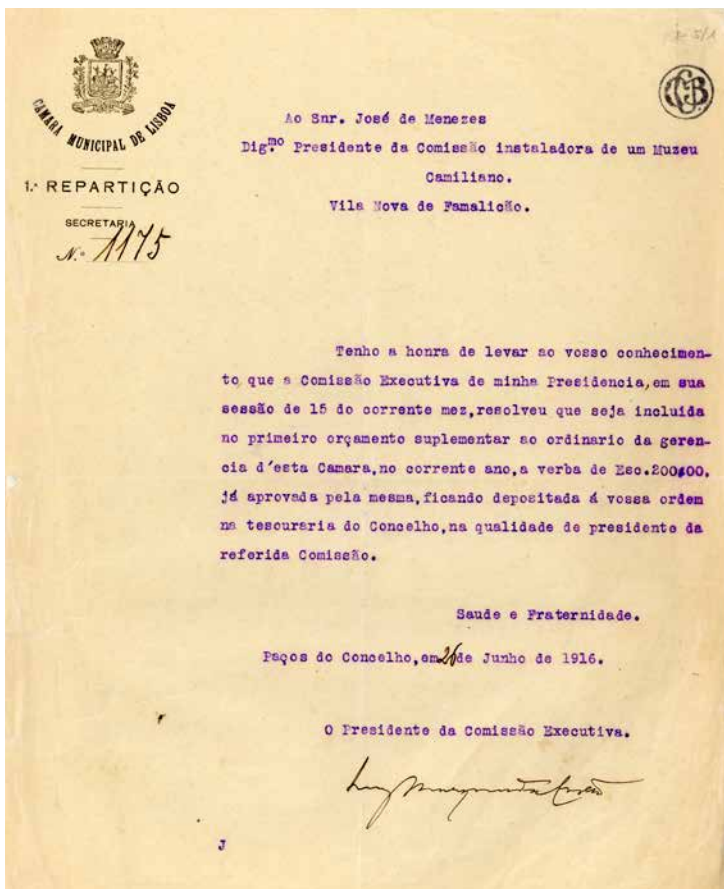 CÂMARA MUNICIPAL DE LISBOA
1.ª REPARTIÇÃO
SECRETARIA
N.º 1175
5/1
CCB
Ao Snr. José de Menezes
Dig.mo Presidente da Comissão instaladora de um Muzeu
Camiliano.
Vila Nova de Famalicão.
Tenho a honra de levar ao vosso conhecimen-
to que a Comissão Executiva de minha Presidencia,em sua
sessão de 15 do corrente mez,resolveu que seja incluida
no primeiro orçamento suplementar ao ordinario da geren-
cia d'esta Camara,no corrente ano,a verba de Esc.200$00,
já aprovada pela mesma,ficando depositada á vossa ordem
na tesouraria do Concelho,na qualidade de presidente da
referida Comissão.
Saude e Fraternidade.
Paços do Concelho,em 26 de Junho de 1916.
O Presidente da Comissão Executiva.
J